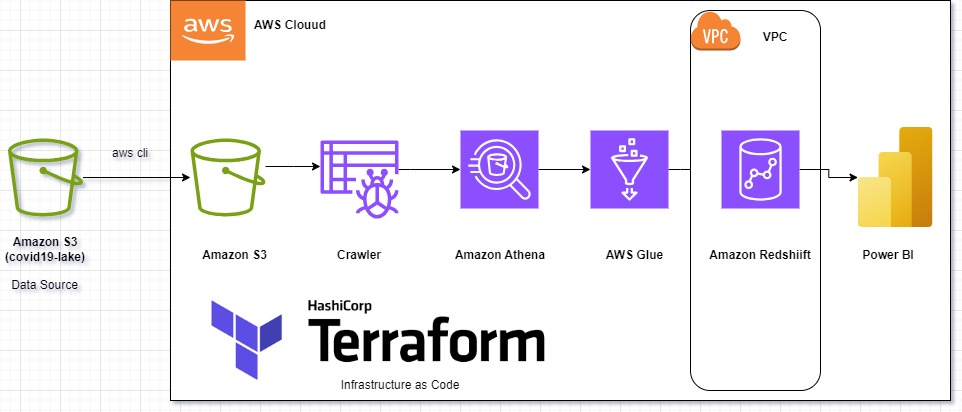 aws
AWS Clouud
VPC
VPC
aws cli
Amazon S3
(covid19-lake)
Data Source
Amazon S3
Crawler
Amazon Athena
AWS Glue
Amazon Redshiift
Power BI
HashiCorp
Terraform
Infrastructure as Code